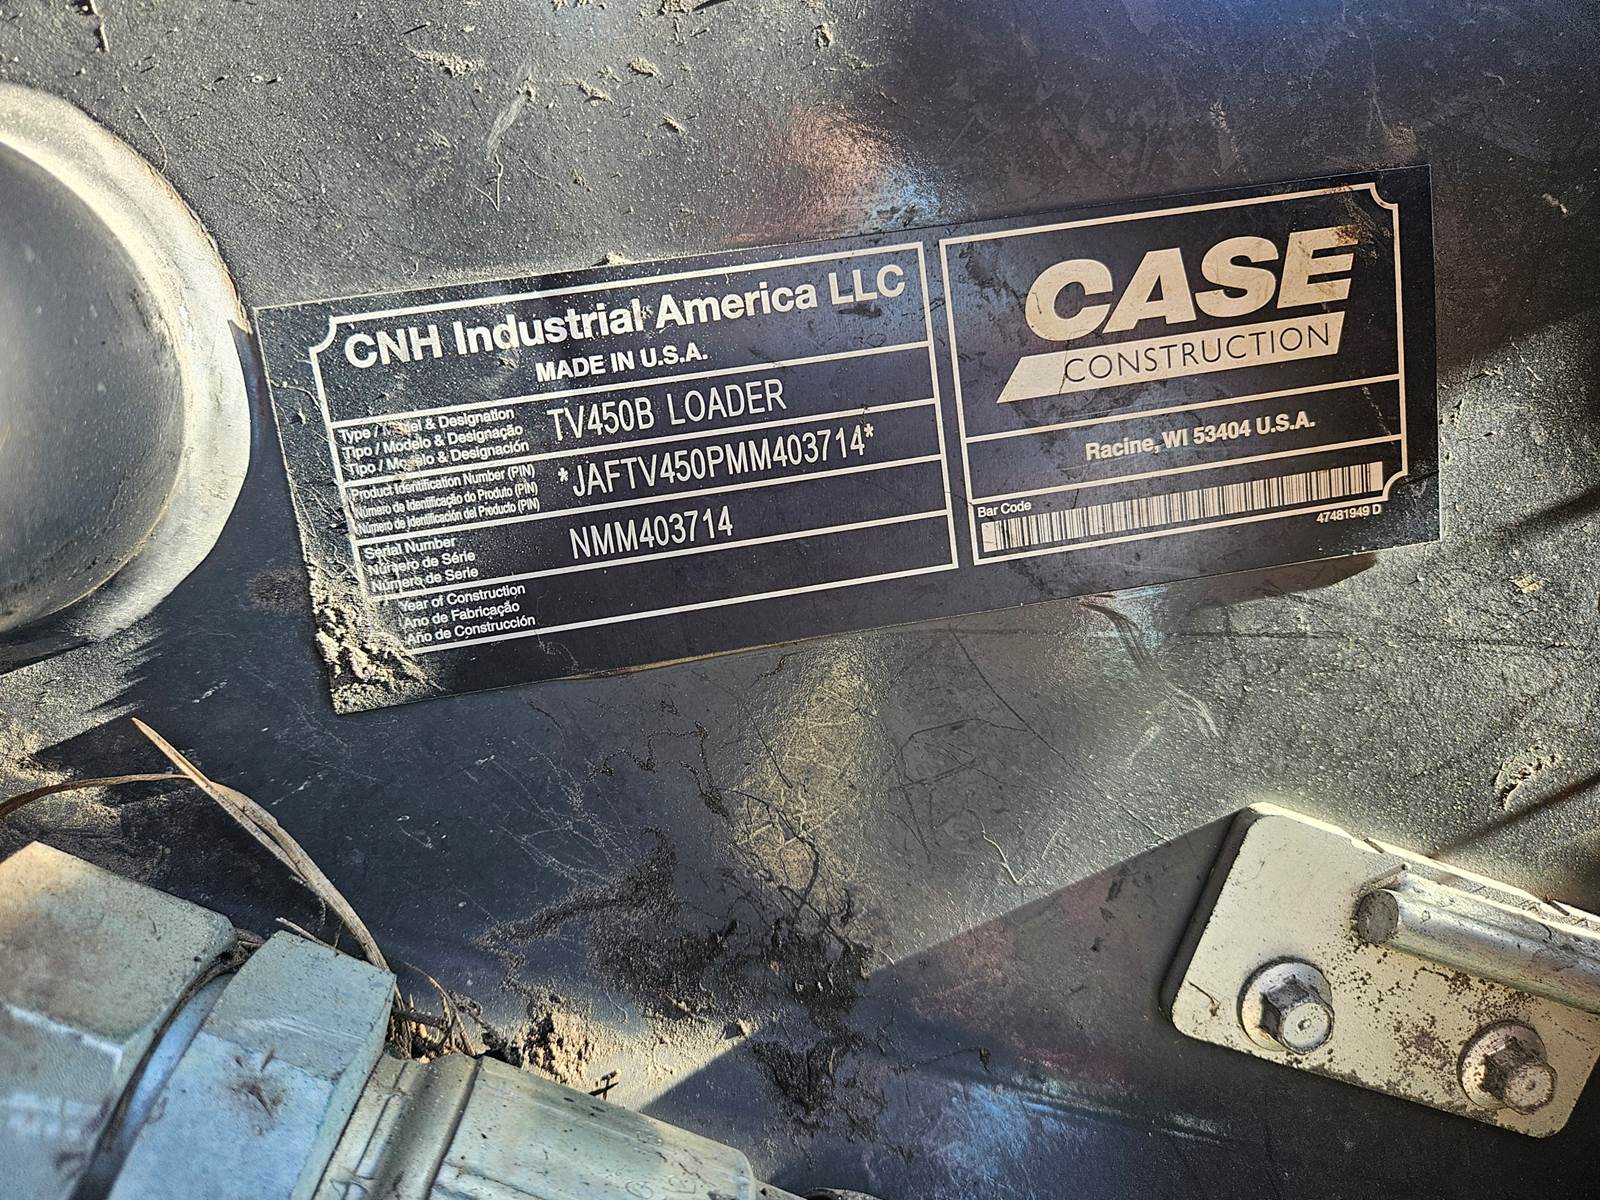 CNH Industrial America LLC
MADE IN U.S.A.
Type / Model & Designation
Tipo / Modelo & Designação
Tipo / Modelo & Designación
TV450B LOADER
Product Identification Number (PIN)
Número de Identificação do Produto (PIN)
Número de Identificación del Producto (PIN)
*JAFTV450PMM403714*
Serial Number
Número de Série
Número de Serie
NMM403714
Year of Construction
Ano de Fabricação
Año de Construcción
CASE
CONSTRUCTION
Racine, WI 53404 U.S.A.
Bar Code
47481949 D